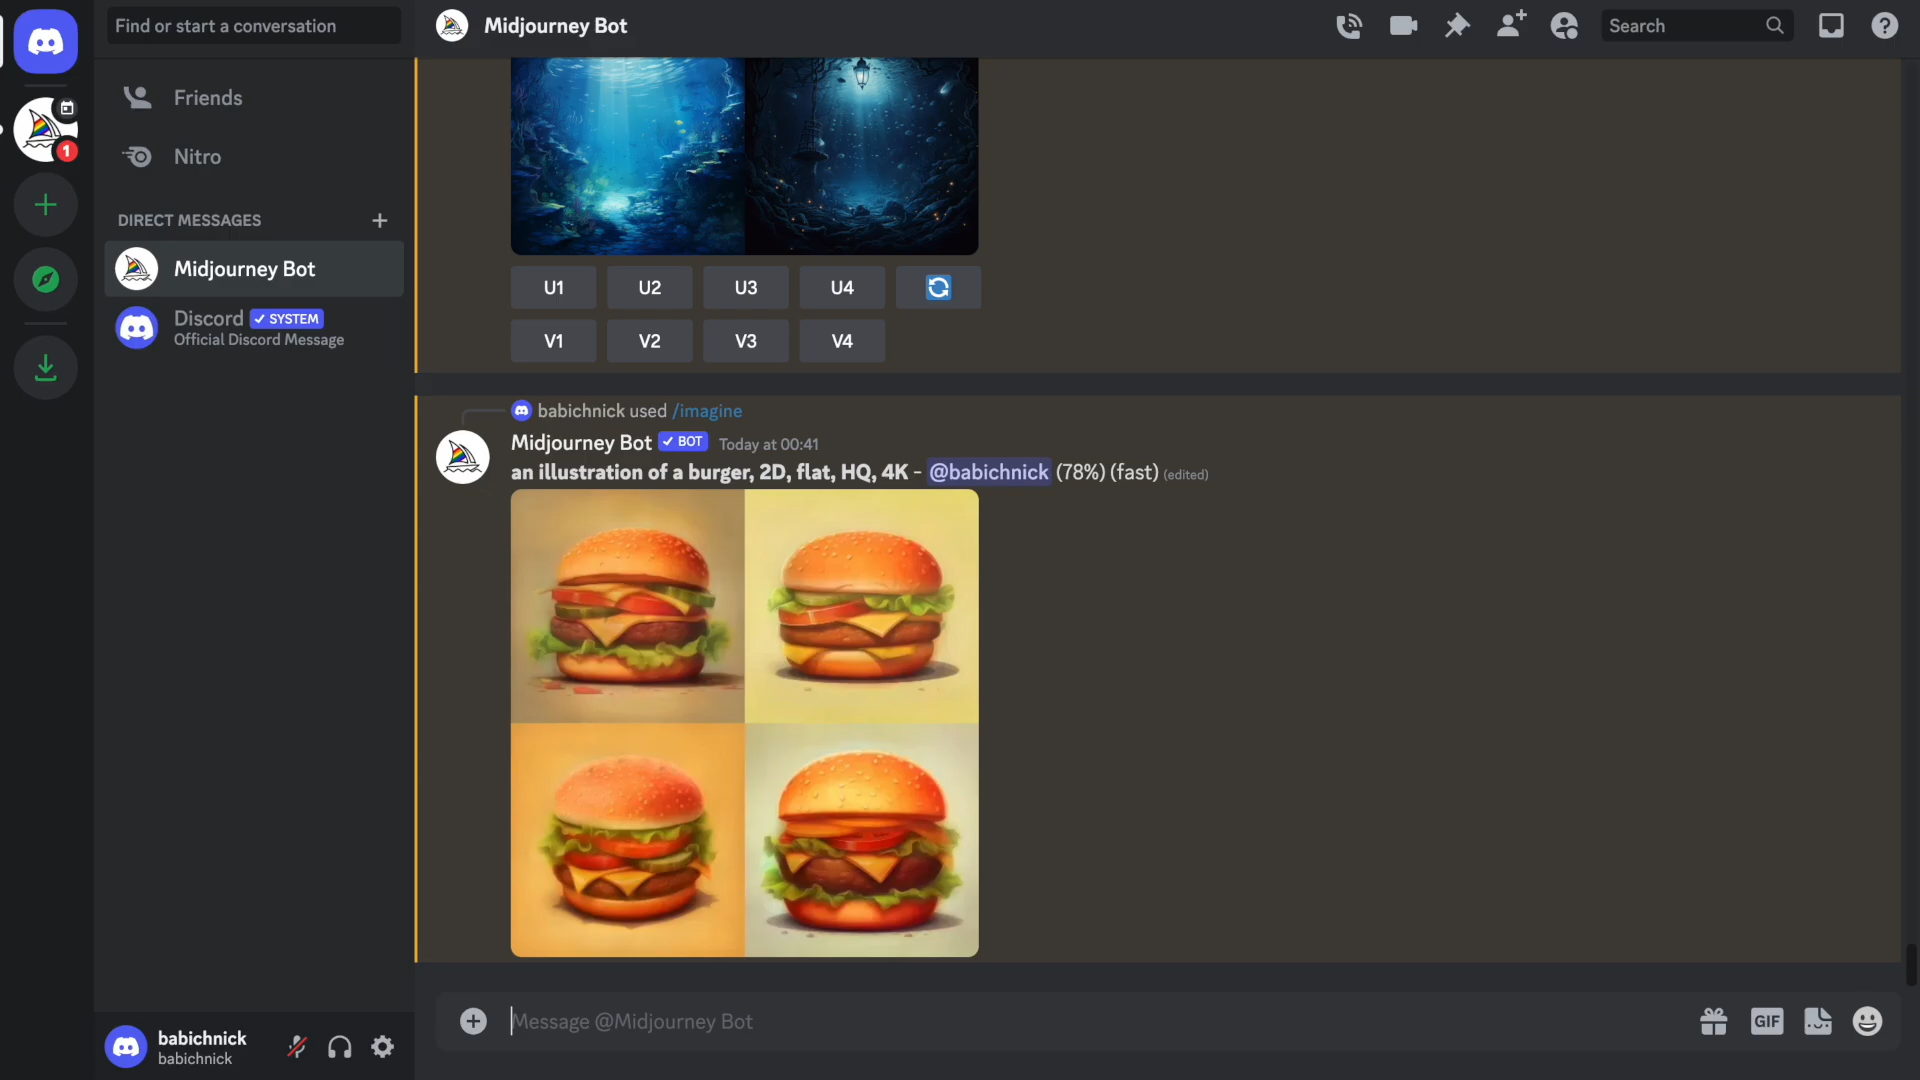 Find or start a conversation
Midjourney Bot
Search
1
Friends
Nitro
DIRECT MESSAGES
Midjourney Bot
Discord ✓ SYSTEM
Official Discord Message
U1 U2 U3 U4
V1 V2 V3 V4
babichnick used /imagine
Midjourney Bot ✓ BOT Today at 00:41
an illustration of a burger, 2D, flat, HQ, 4K - @babichnick (78%) (fast) (edited)
Message @Midjourney Bot
GIF
babichnick
babichnick